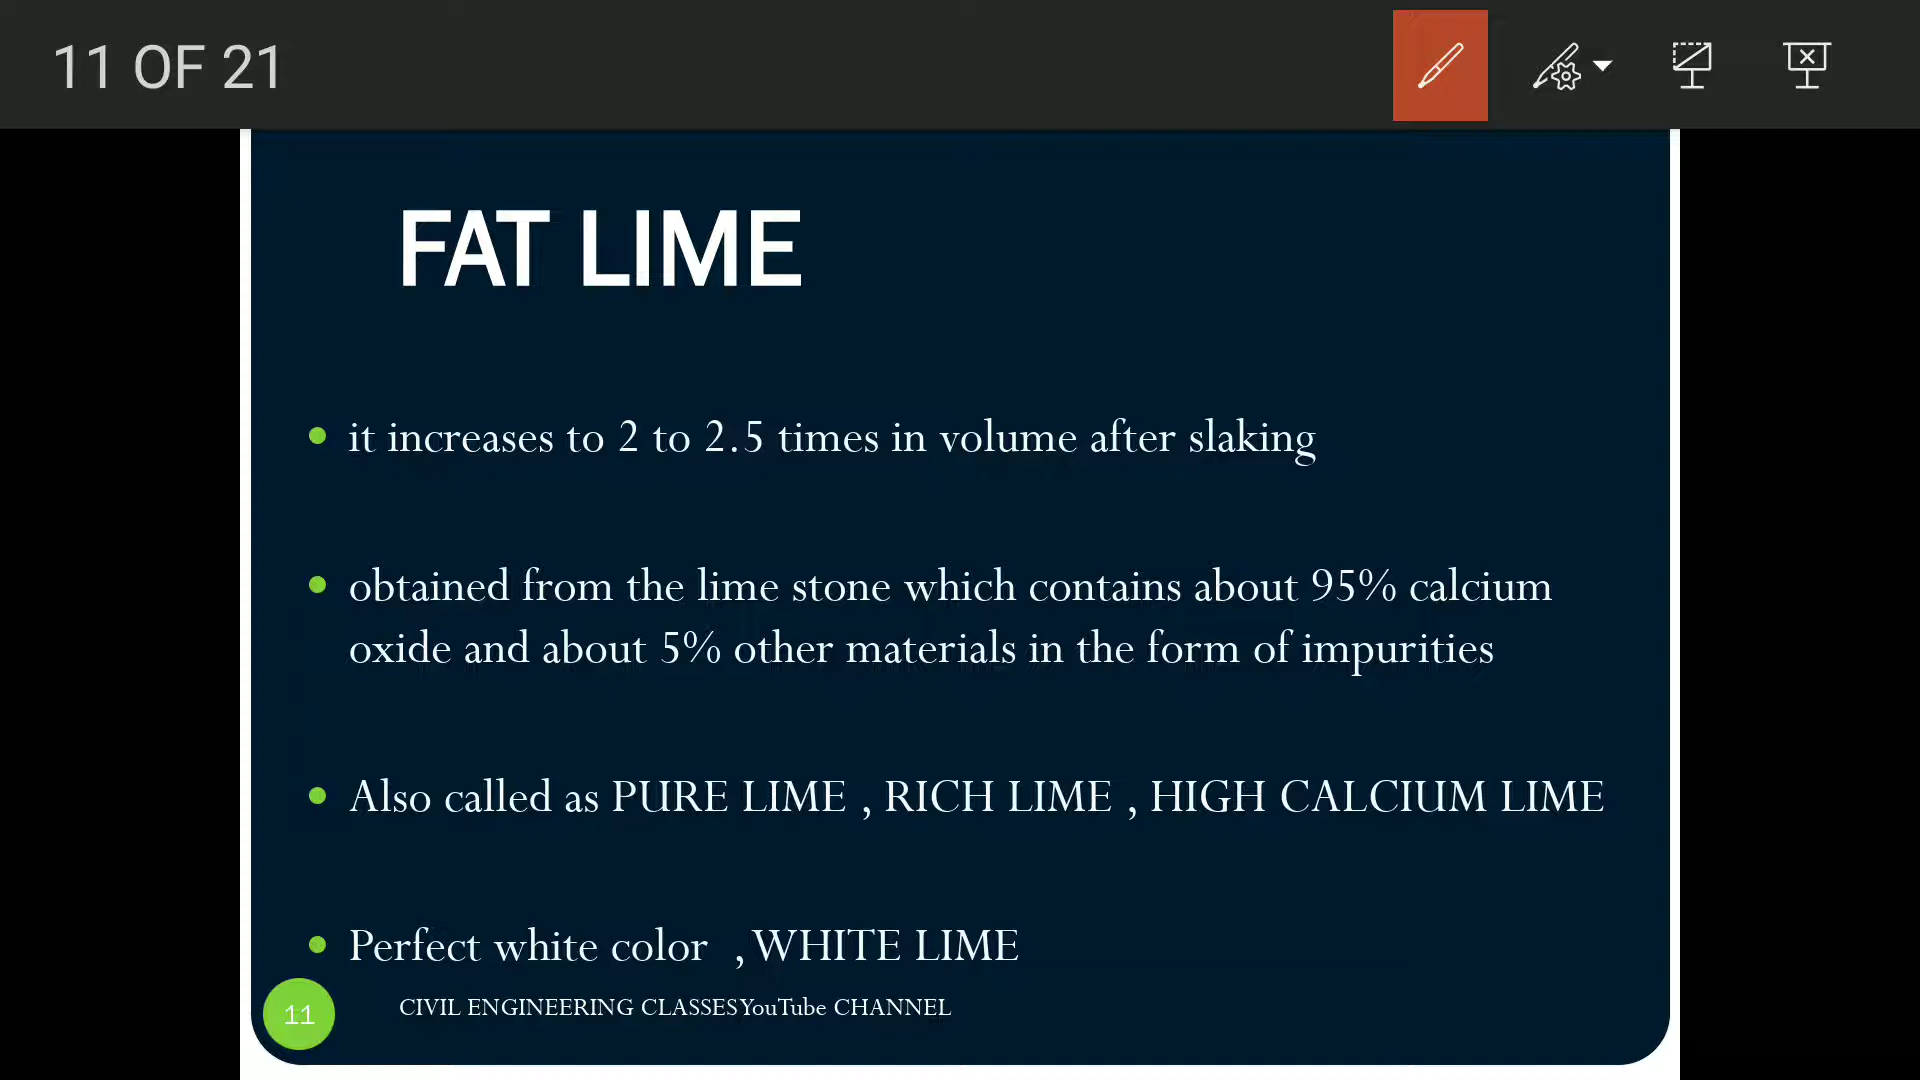 11 OF 21
FAT LIME
it increases to 2 to 2.5 times in volume after slaking
obtained from the lime stone which contains about 95% calcium
oxide and about 5% other materials in the form of impurities
Also called as PURE LIME , RICH LIME , HIGH CALCIUM LIME
Perfect white color , WHITE LIME
11
CIVIL ENGINEERING CLASSESYouTube CHANNEL